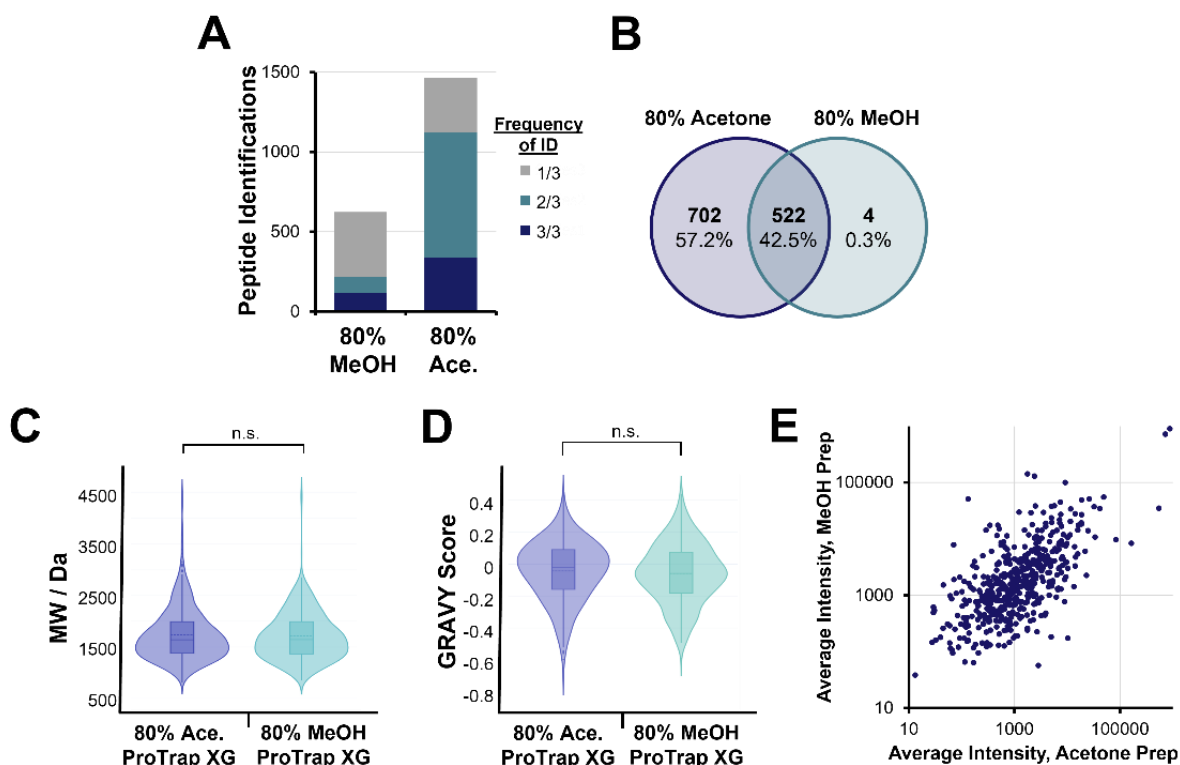 A
Peptide Identifications
1500
1000
500
0
80%
MeOH
80%
Ace.
Frequency
of ID
1/3
2/3
3/3
B
80% Acetone
80% MeOH
702
57.2%
522
42.5%
4
0.3%
C
n.s.
MW / Da
4500
3500
2500
1500
500
80% Ace.
ProTrap XG
80% MeOH
ProTrap XG
D
n.s.
GRAVY Score
0.4
0.2
0
-0.2
-0.4
-0.6
-0.8
80% Ace.
ProTrap XG
80% MeOH
ProTrap XG
E
Average Intensity, MeOH Prep
100000
1000
10
10
1000
100000
Average Intensity, Acetone Prep